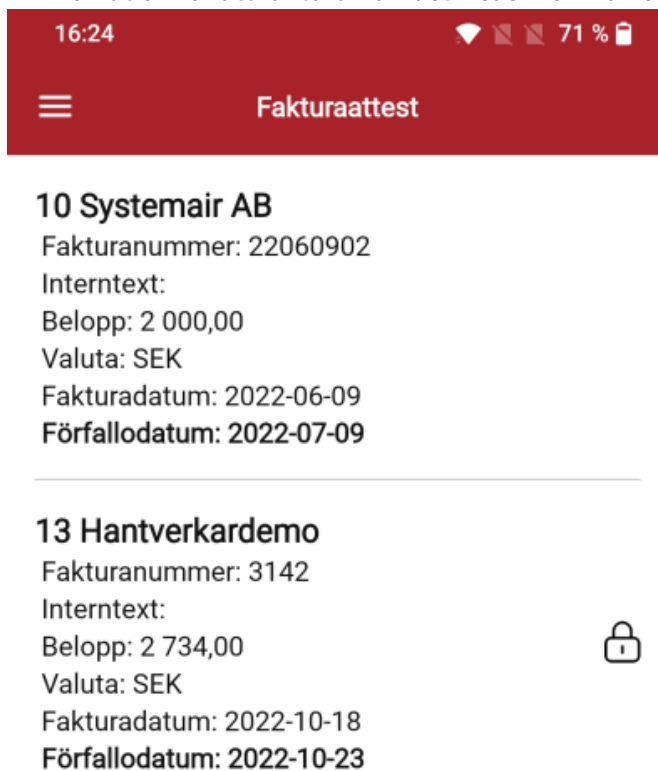 16:24
71 %
Fakturaattest
10 Systemair AB
Fakturanummer: 22060902
Interntext:
Belopp: 2 000,00
Valuta: SEK
Fakturadatum: 2022-06-09
Förfallodatum: 2022-07-09
13 Hantverkardemo
Fakturanummer: 3142
Interntext:
Belopp: 2 734,00
Valuta: SEK
Fakturadatum: 2022-10-18
Förfallodatum: 2022-10-23